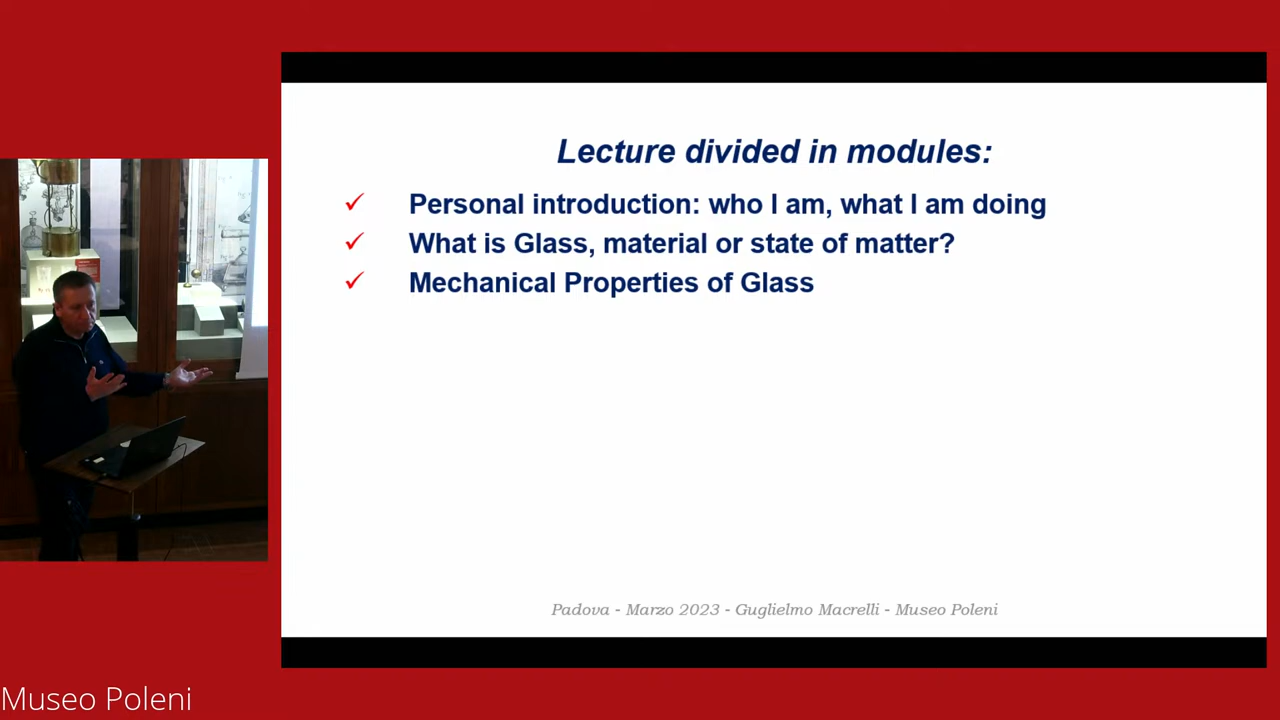 Lecture divided in modules:
✓ Personal introduction: who I am, what I am doing
✓ What is Glass, material or state of matter?
✓ Mechanical Properties of Glass
Padova - Marzo 2023 - Guglielmo Macrelli - Museo Poleni
Museo Poleni